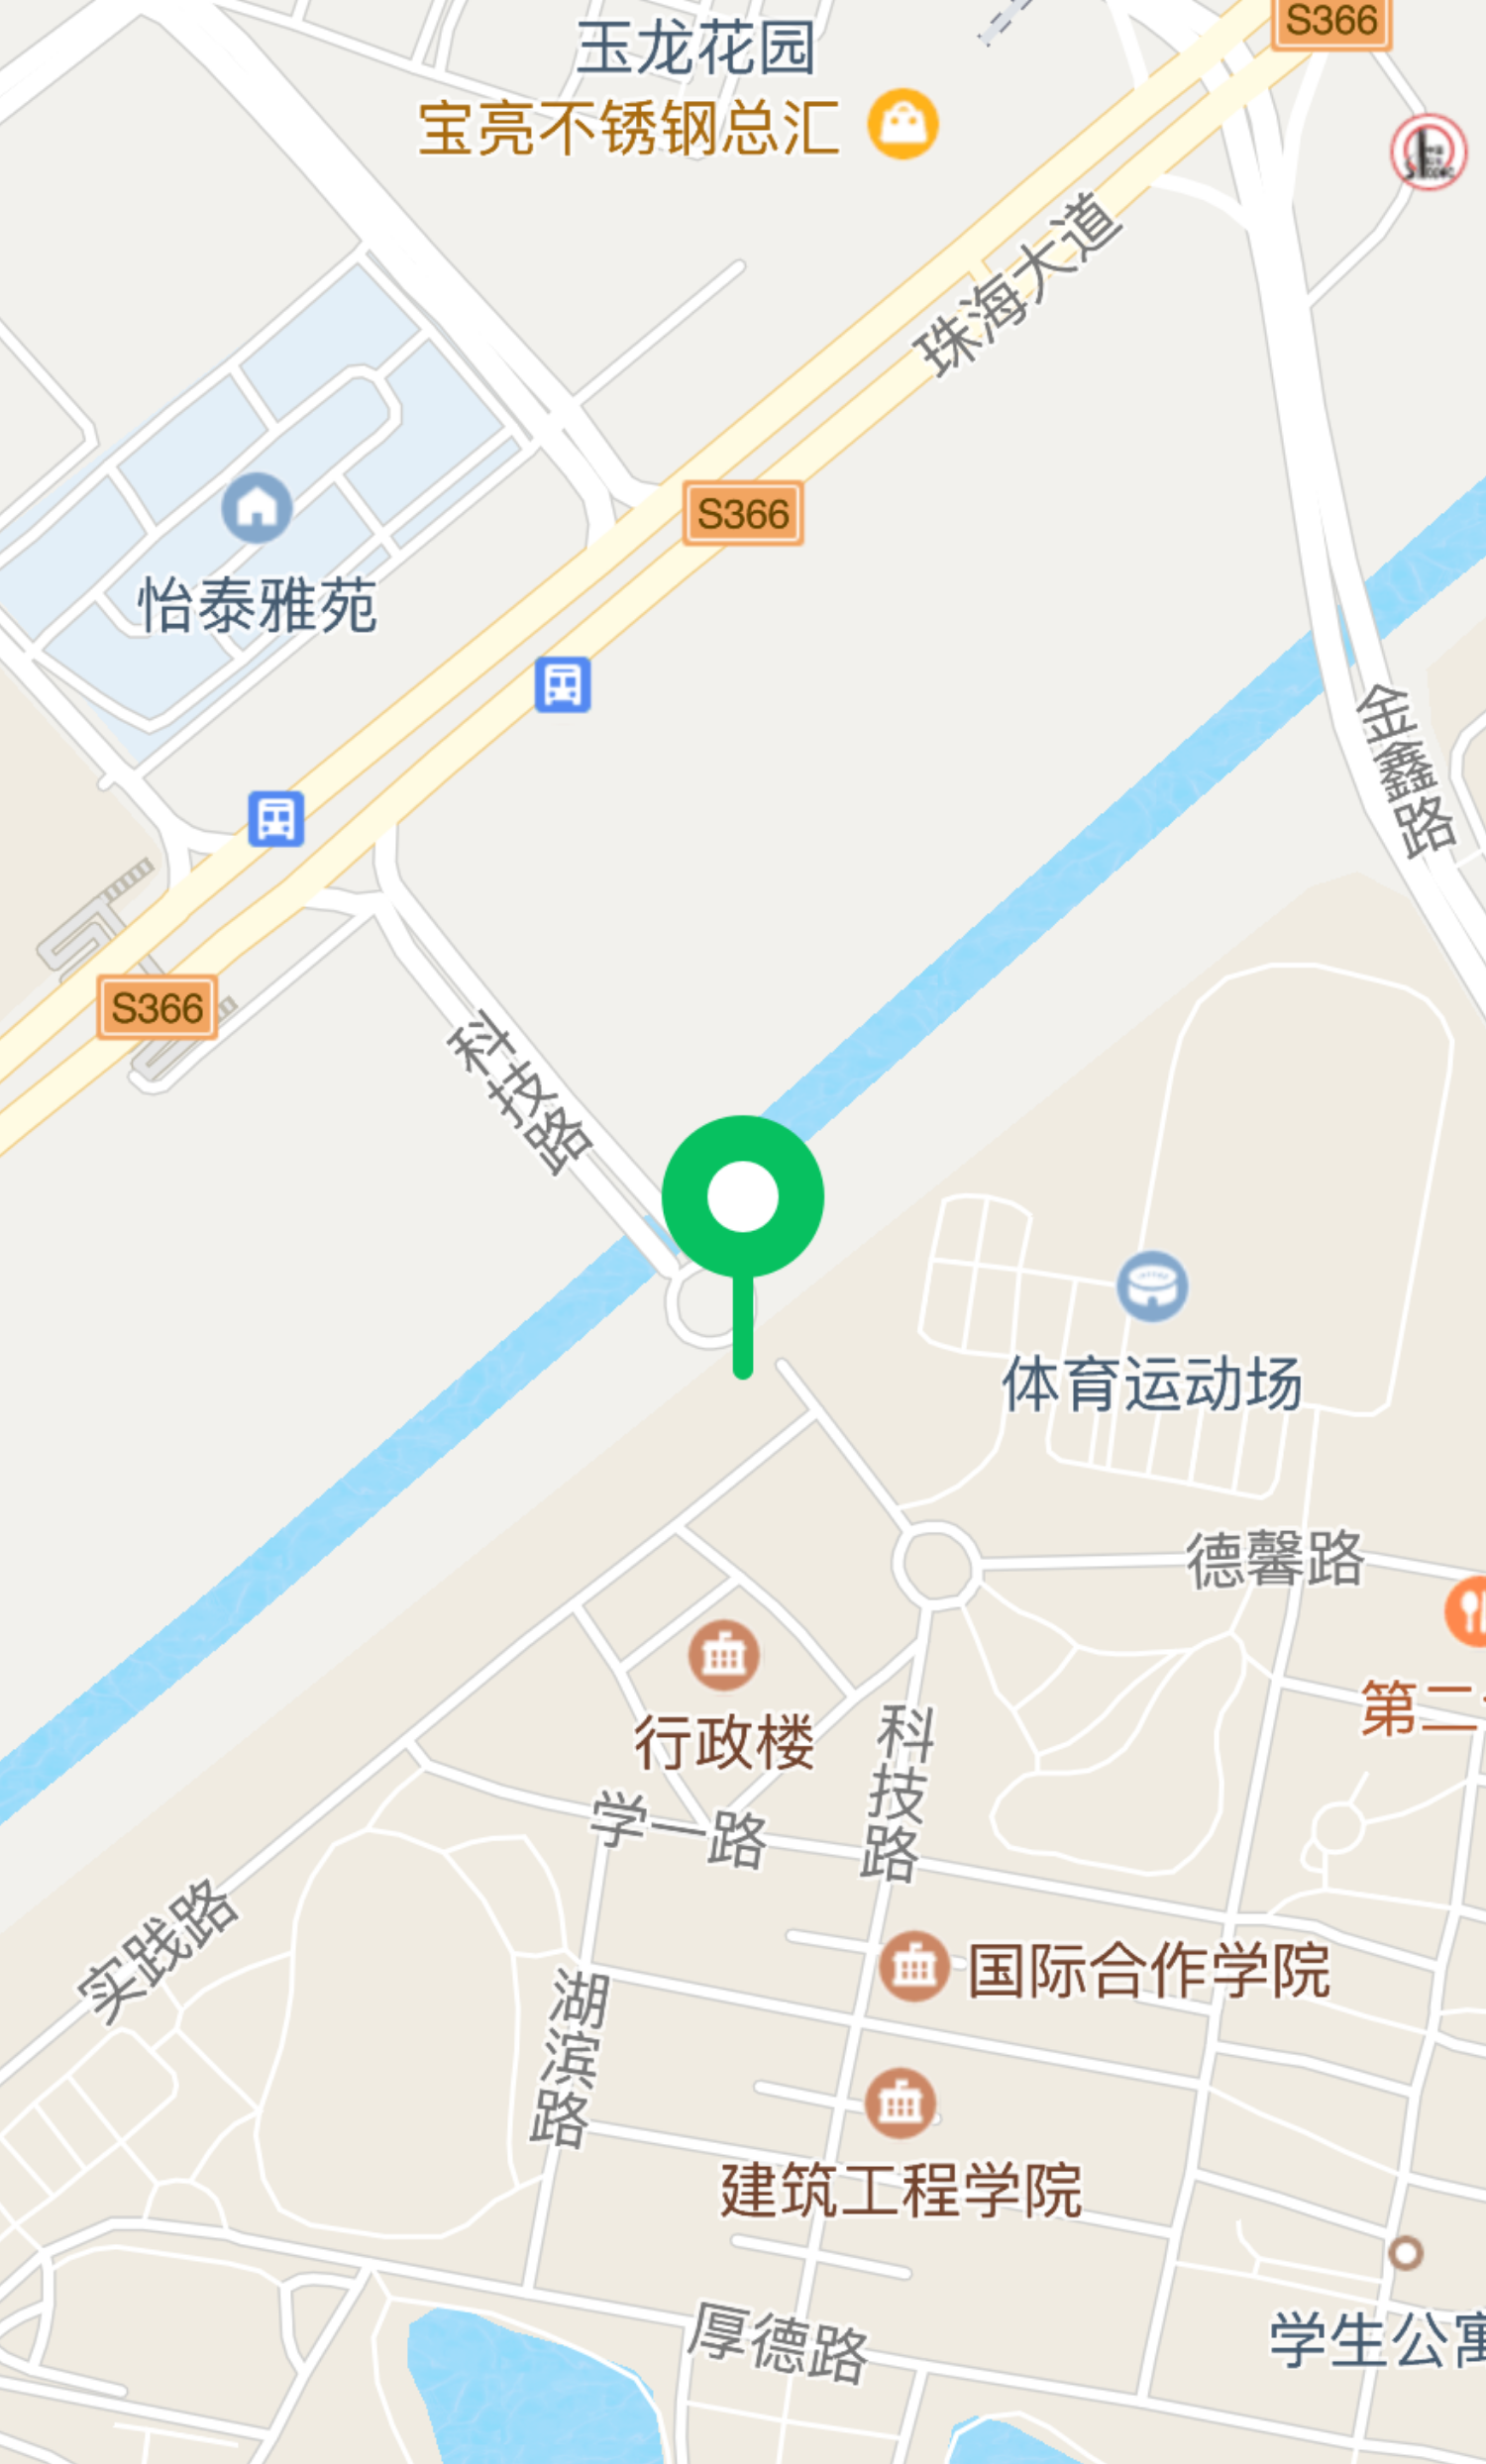 S366
玉龙花园
宝亮不锈钢总汇
珠海大道
S366
怡泰雅苑
金鑫路
S366
科技路
体育运动场
德馨路
第二
行政楼
科技路
学一路
实践路
国际合作学院
湖滨路
建筑工程学院
厚德路
学生公寓